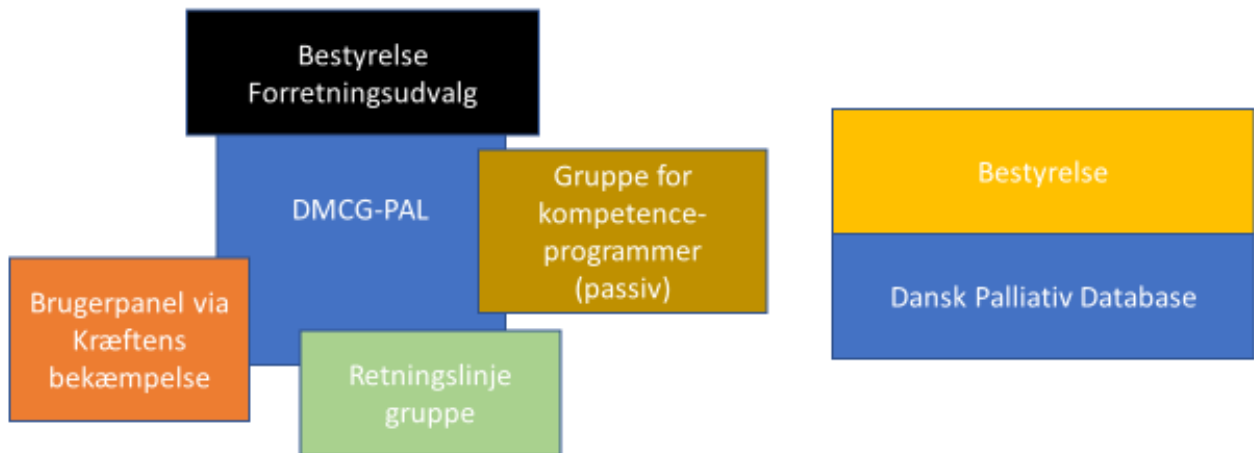 Bestyrelse
Forretningsudvalg
DMCG-PAL
Gruppe for
kompetence-
programmer
(passiv)
Brugerpanel via
Kræftens
bekæmpelse
Retningslinje
gruppe
Bestyrelse
Dansk Palliativ Database